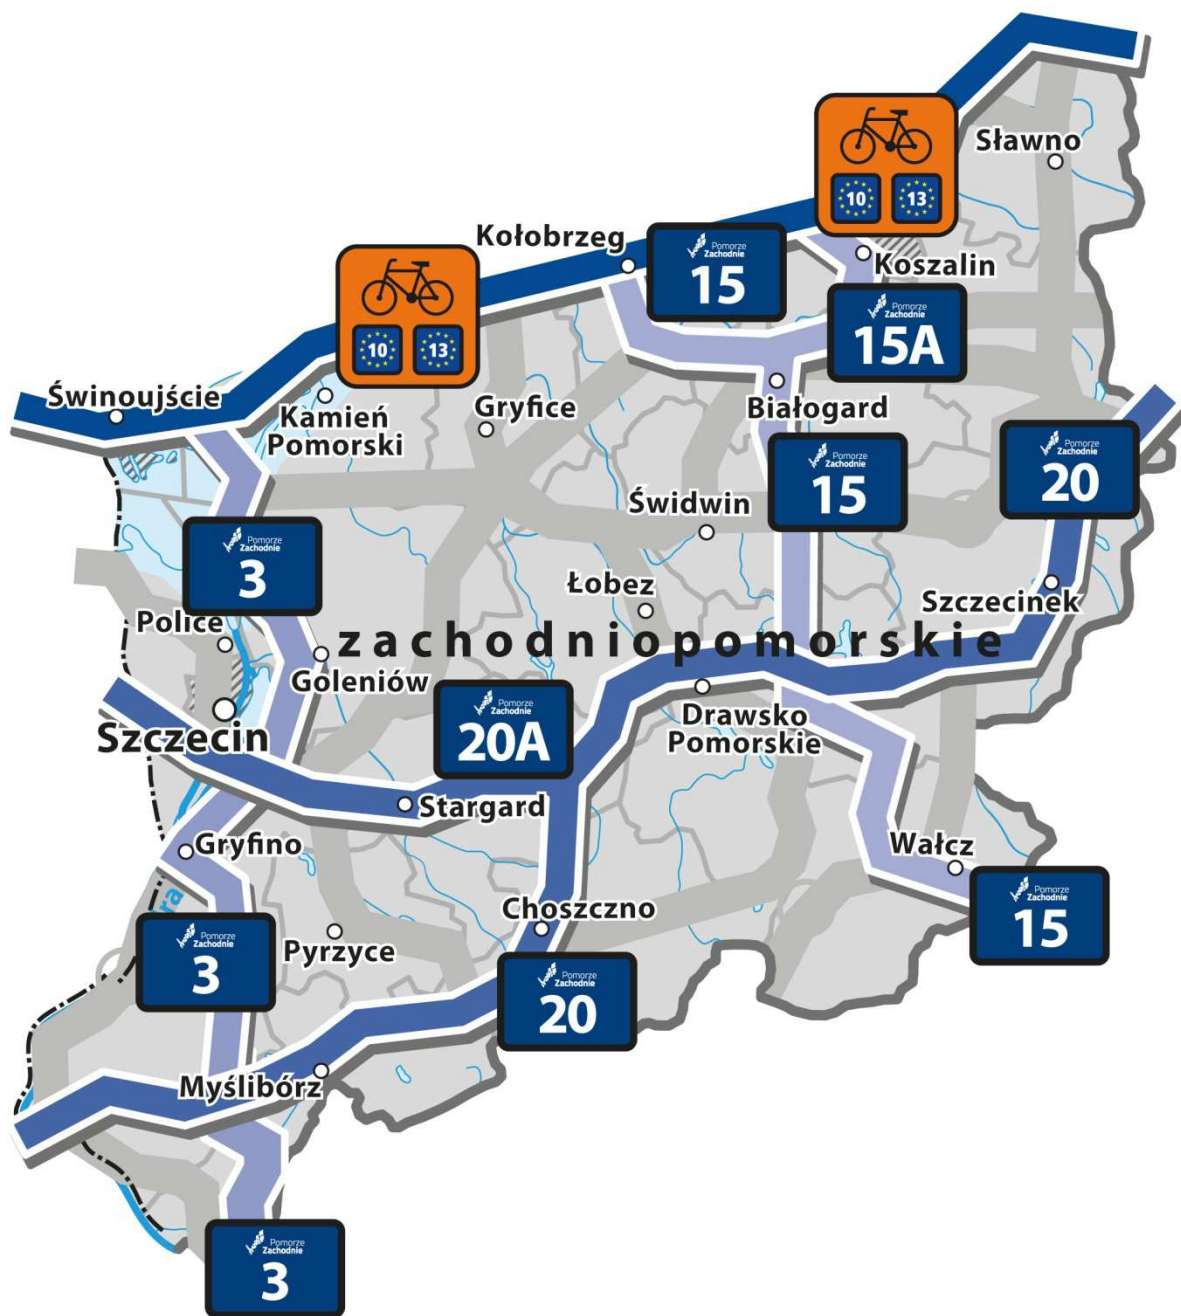 Sławno
10
13
Kołobrzeg
Pomorze
Zachodnie
15
Koszalin
10
13
Pomorze
Zachodnie
15A
Świnoujście
Kamień
Pomorski
Gryfice
Białogard
Pomorze
Zachodnie
20
Pomorze
Zachodnie
15
Świdwin
Pomorze
Zachodnie
3
Łobez
Szczecinek
Police
zachodniopomorskie
Goleniów
Szczecin
Pomorze
Zachodnie
20A
Drawsko
Pomorskie
Stargard
Gryfino
Wałcz
ra
Choszczno
Pomorze
Zachodnie
15
Pyrzyce
Pomorze
Zachodnie
3
Pomorze
Zachodnie
20
Myślibórz
Pomorze
Zachodnie
3